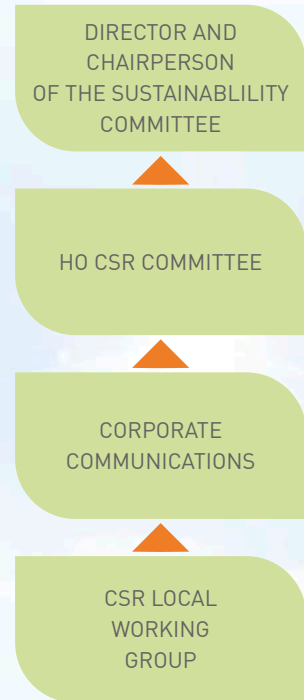 DIRECTOR AND
CHAIRPERSON
OF THE SUSTAINABLILITY
COMMITTEE
HO CSR COMMITTEE
CORPORATE
COMMUNICATIONS
CSR LOCAL
WORKING
GROUP